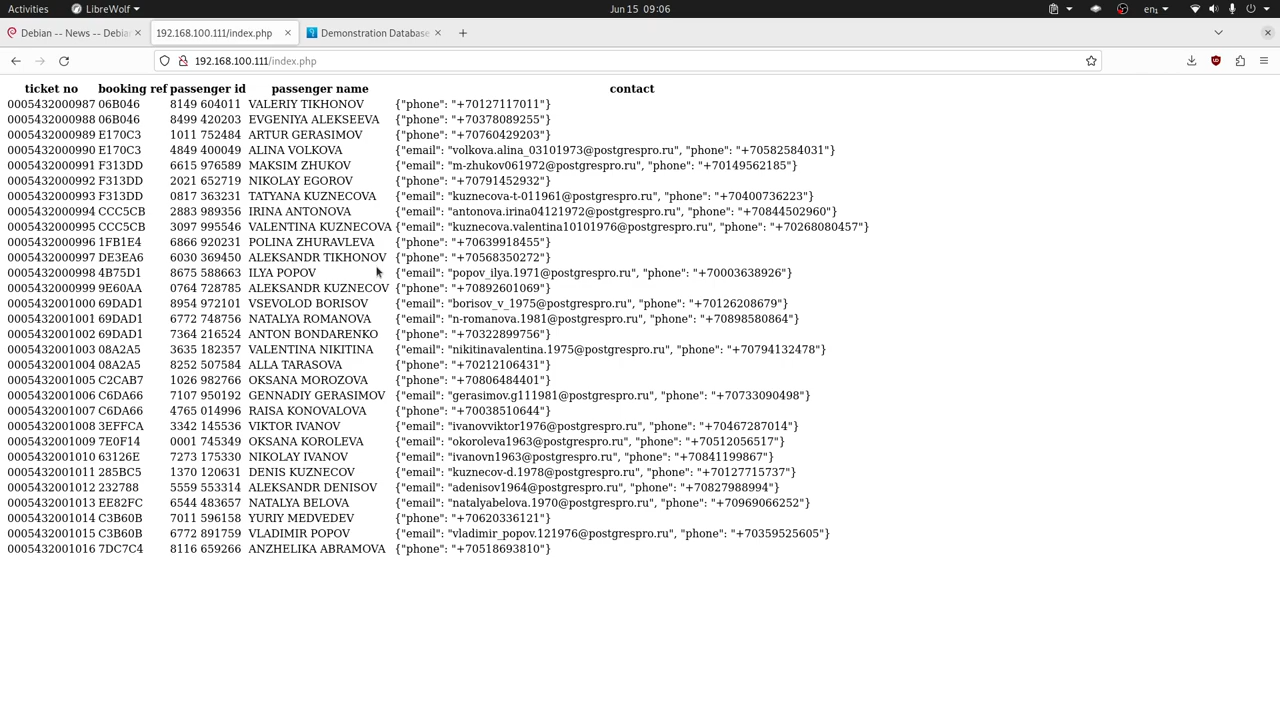 Activities LibreWolf Jun 15 09:06 en₁
Debian -- News -- Debia 192.168.100.111/index.php Demonstration Database
192.168.100.111/index.php
ticket no booking ref passenger id passenger name contact
0005432000987 06B046 8149 604011 VALERIY TIKHONOV {"phone": "+70127117011"}
0005432000988 06B046 8499 420203 EVGENIYA ALEKSEEVA {"phone": "+70378089255"}
0005432000989 E170C3 1011 752484 ARTUR GERASIMOV {"phone": "+70760429203"}
0005432000990 E170C3 4849 400049 ALINA VOLKOVA {"email": "volkova.alina_03101973@postgrespro.ru", "phone": "+70582584031"}
0005432000991 F313DD 6615 976589 MAKSIM ZHUKOV {"email": "m-zhukov061972@postgrespro.ru", "phone": "+70149562185"}
0005432000992 F313DD 2021 652719 NIKOLAY EGOROV {"phone": "+70791452932"}
0005432000993 F313DD 0817 363231 TATYANA KUZNECOVA {"email": "kuznecova-t-011961@postgrespro.ru", "phone": "+70400736223"}
0005432000994 CCC5CB 2883 989356 IRINA ANTONOVA {"email": "antonova.irina04121972@postgrespro.ru", "phone": "+70844502960"}
0005432000995 CCC5CB 3097 995546 VALENTINA KUZNECOVA {"email": "kuznecova.valentina10101976@postgrespro.ru", "phone": "+70268080457"}
0005432000996 1FB1E4 6866 920231 POLINA ZHURAVLEVA {"phone": "+70639918455"}
0005432000997 DE3EA6 6030 369450 ALEKSANDR TIKHONOV {"phone": "+70568350272"}
0005432000998 4B75D1 8675 588663 ILYA POPOV {"email": "popov_ilya.1971@postgrespro.ru", "phone": "+70003638926"}
0005432000999 9E60AA 0764 728785 ALEKSANDR KUZNECOV {"phone": "+70892601069"}
0005432001000 69DAD1 8954 972101 VSEVOLOD BORISOV {"email": "borisov_v_1975@postgrespro.ru", "phone": "+70126208679"}
0005432001001 69DAD1 6772 748756 NATALYA ROMANOVA {"email": "n-romanova.1981@postgrespro.ru", "phone": "+70898580864"}
0005432001002 69DAD1 7364 216524 ANTON BONDARENKO {"phone": "+70322899756"}
0005432001003 08A2A5 3635 182357 VALENTINA NIKITINA {"email": "nikitinavalentina.1975@postgrespro.ru", "phone": "+70794132478"}
0005432001004 08A2A5 8252 507584 ALLA TARASOVA {"phone": "+70212106431"}
0005432001005 C2CAB7 1026 982766 OKSANA MOROZOVA {"phone": "+70806484401"}
0005432001006 C6DA66 7107 950192 GENNADIY GERASIMOV {"email": "gerasimov.g111981@postgrespro.ru", "phone": "+70733090498"}
0005432001007 C6DA66 4765 014996 RAISA KONOVALOVA {"phone": "+70038510644"}
0005432001008 3EFFCA 3342 145536 VIKTOR IVANOV {"email": "ivanovviktor1976@postgrespro.ru", "phone": "+70467287014"}
0005432001009 7E0F14 0001 745349 OKSANA KOROLEVA {"email": "okoroleva1963@postgrespro.ru", "phone": "+70512056517"}
0005432001010 63126E 7273 175330 NIKOLAY IVANOV {"email": "ivanovn1963@postgrespro.ru", "phone": "+70841199867"}
0005432001011 285BC5 1370 120631 DENIS KUZNECOV {"email": "kuznecov-d.1978@postgrespro.ru", "phone": "+70127715737"}
0005432001012 232788 5559 553314 ALEKSANDR DENISOV {"email": "adenisov1964@postgrespro.ru", "phone": "+70827988994"}
0005432001013 EE82FC 6544 483657 NATALYA BELOVA {"email": "natalyabelova.1970@postgrespro.ru", "phone": "+70969066252"}
0005432001014 C3B60B 7011 596158 YURIY MEDVEDEV {"phone": "+70620336121"}
0005432001015 C3B60B 6772 891759 VLADIMIR POPOV {"email": "vladimir_popov.121976@postgrespro.ru", "phone": "+70359525605"}
0005432001016 7DC7C4 8116 659266 ANZHELIKA ABRAMOVA {"phone": "+70518693810"}